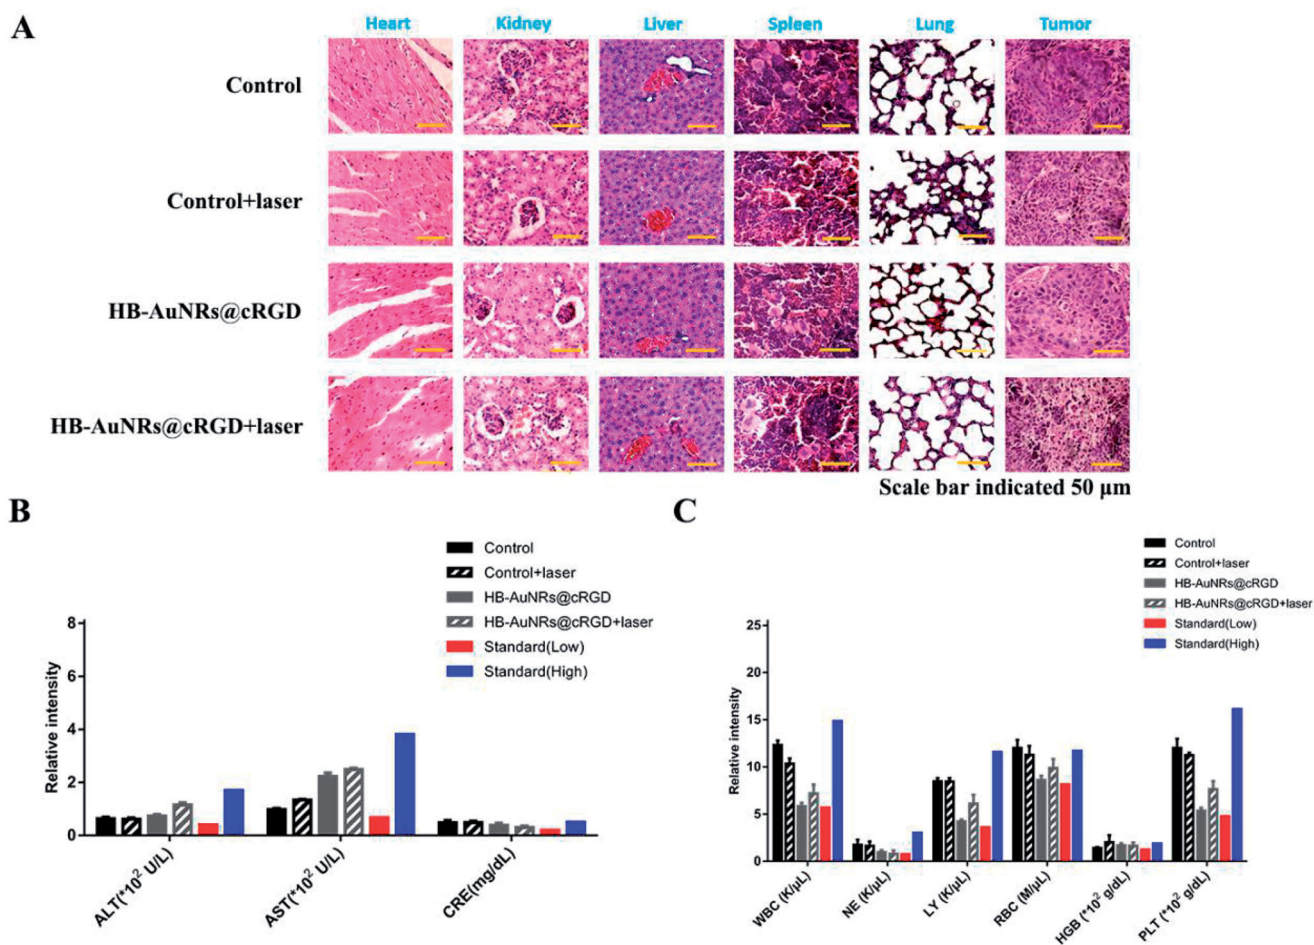 A
Heart Kidney Liver Spleen Lung Tumor
Control
Control+laser
HB-AuNRs@cRGD
HB-AuNRs@cRGD+laser
Scale bar indicated 50 μm
B
Control
Control+laser
HB-AuNRs@cRGD
HB-AuNRs@cRGD+laser
Standard(Low)
Standard(High)
Relative intensity
8
6
4
2
0
ALT(*10² U/L)
AST(*10² U/L)
CRE(mg/dL)
C
Control
Control+laser
HB-AuNRs@cRGD
HB-AuNRs@cRGD+laser
Standard(Low)
Standard(High)
Relative intensity
25
20
15
10
5
0
WBC (K/μL)
NE (K/μL)
LY (K/μL)
RBC (M/μL)
HGB (*10² g/dL)
PLT (*10² g/dL)